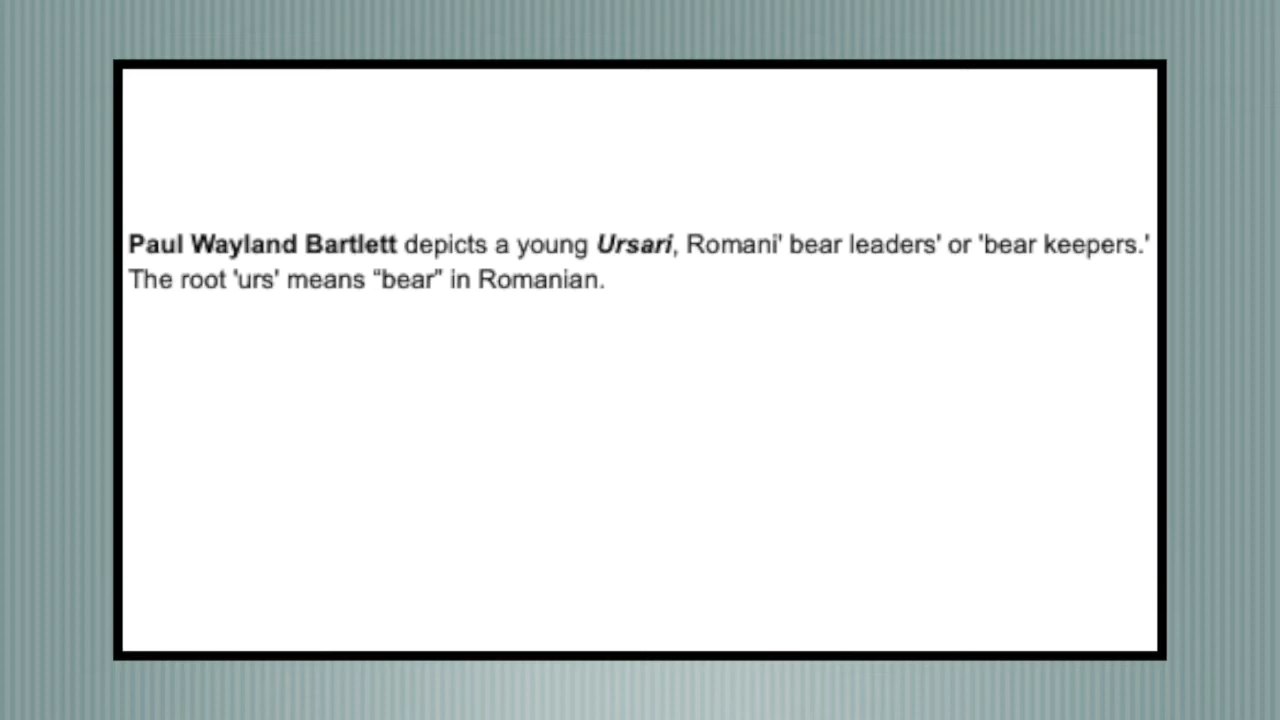 Paul Wayland Bartlett depicts a young Ursari, Romani' bear leaders' or 'bear keepers.'
The root 'urs' means “bear” in Romanian.